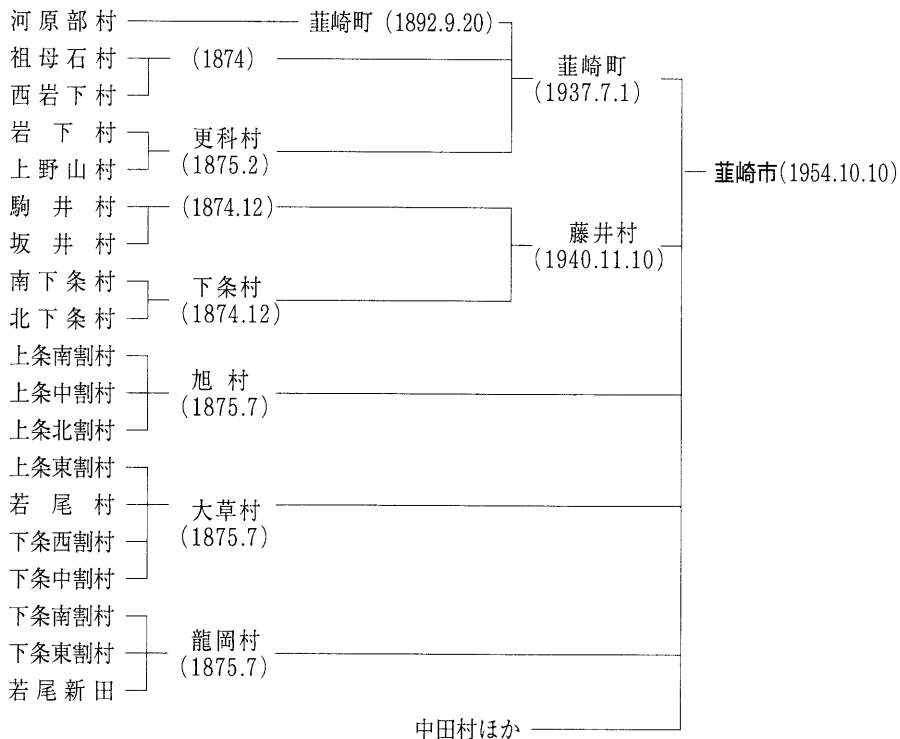 河原部村 韮崎町 (1892.9.20)
祖母石村 (1874)
西岩下村
韮崎町
(1937.7.1)
岩下村
上野山村
更科村
(1875.2)
韮崎市(1954.10.10)
駒井村 (1874.12)
坂井村
藤井村
(1940.11.10)
南下条村
北下条村
下条村
(1874.12)
上条南割村
上条中割村
上条北割村
旭村
(1875.7)
上条東割村
若尾村
下条西割村
下条中割村
大草村
(1875.7)
下条南割村
下条東割村
若尾新田
龍岡村
(1875.7)
中田村ほか